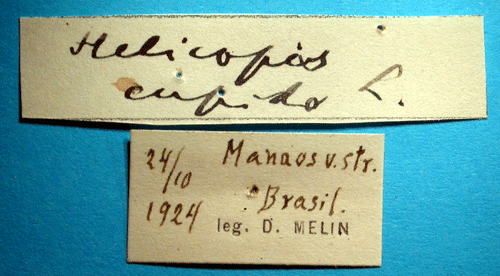 Helicopis
cupido L.
24/10 Manaos v. str.
1924 Brasil.
leg. D. MELIN